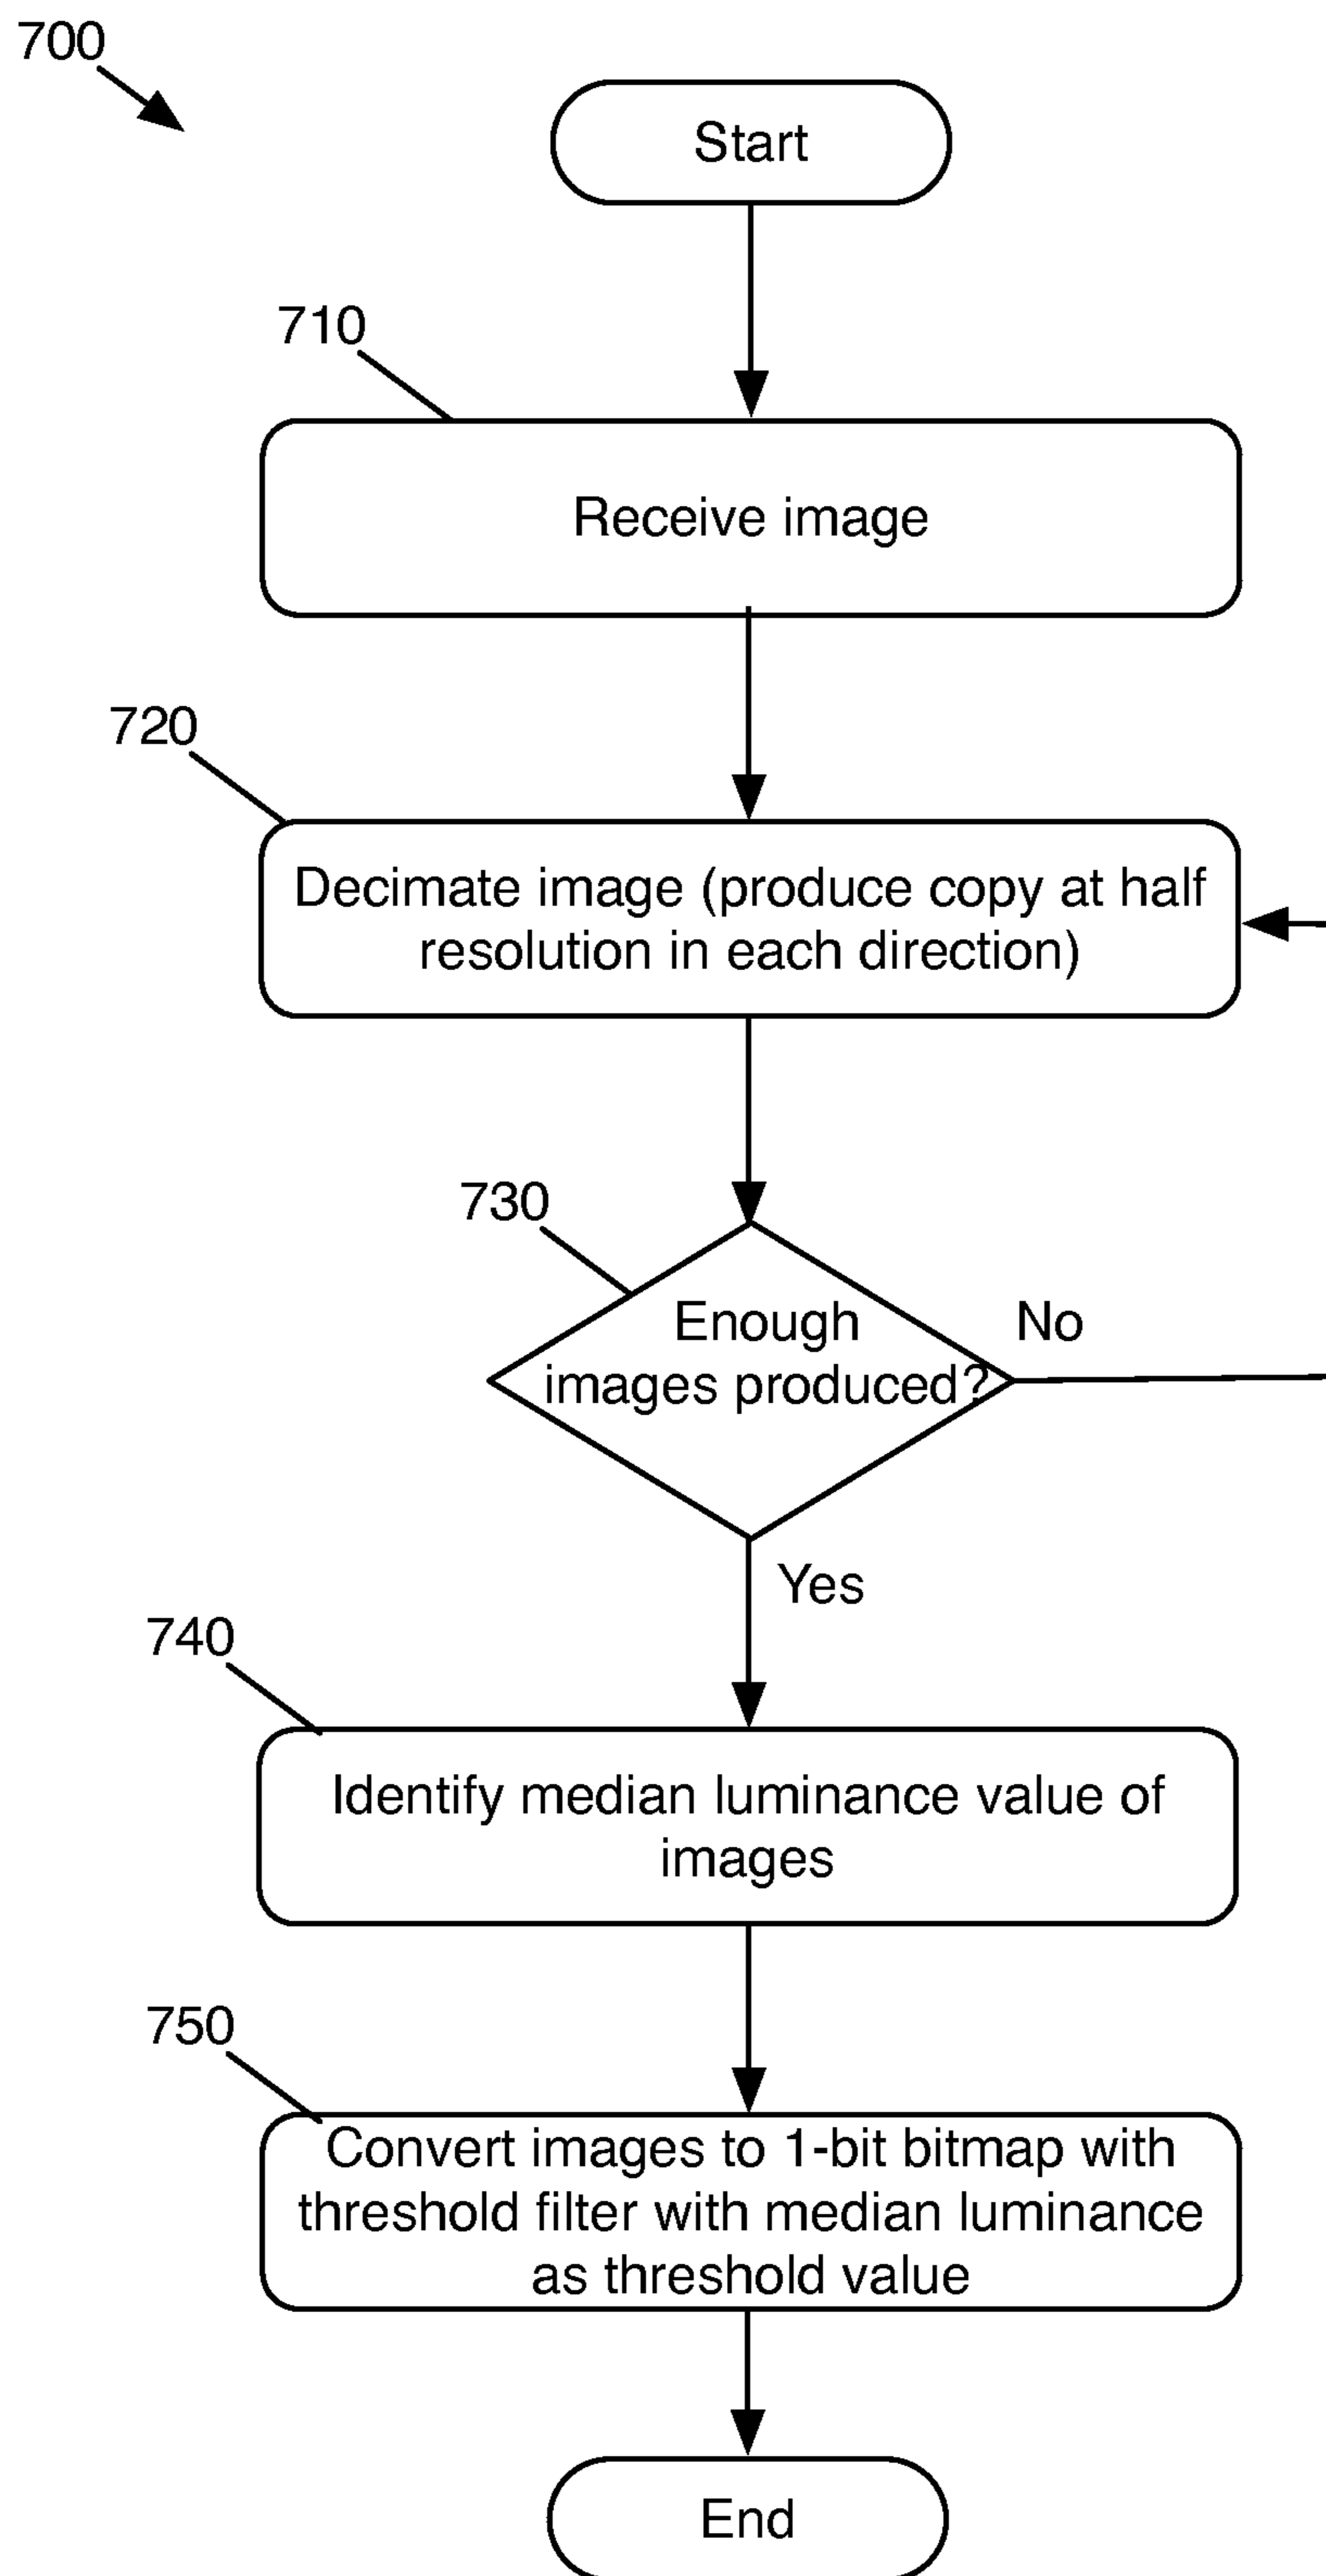 700
Start
710
Receive image
720
Decimate image (produce copy at half
resolution in each direction)
730
Enough
images produced?
No
Yes
740
Identify median luminance value of
images
750
Convert images to 1-bit bitmap with
threshold filter with median luminance
as threshold value
End